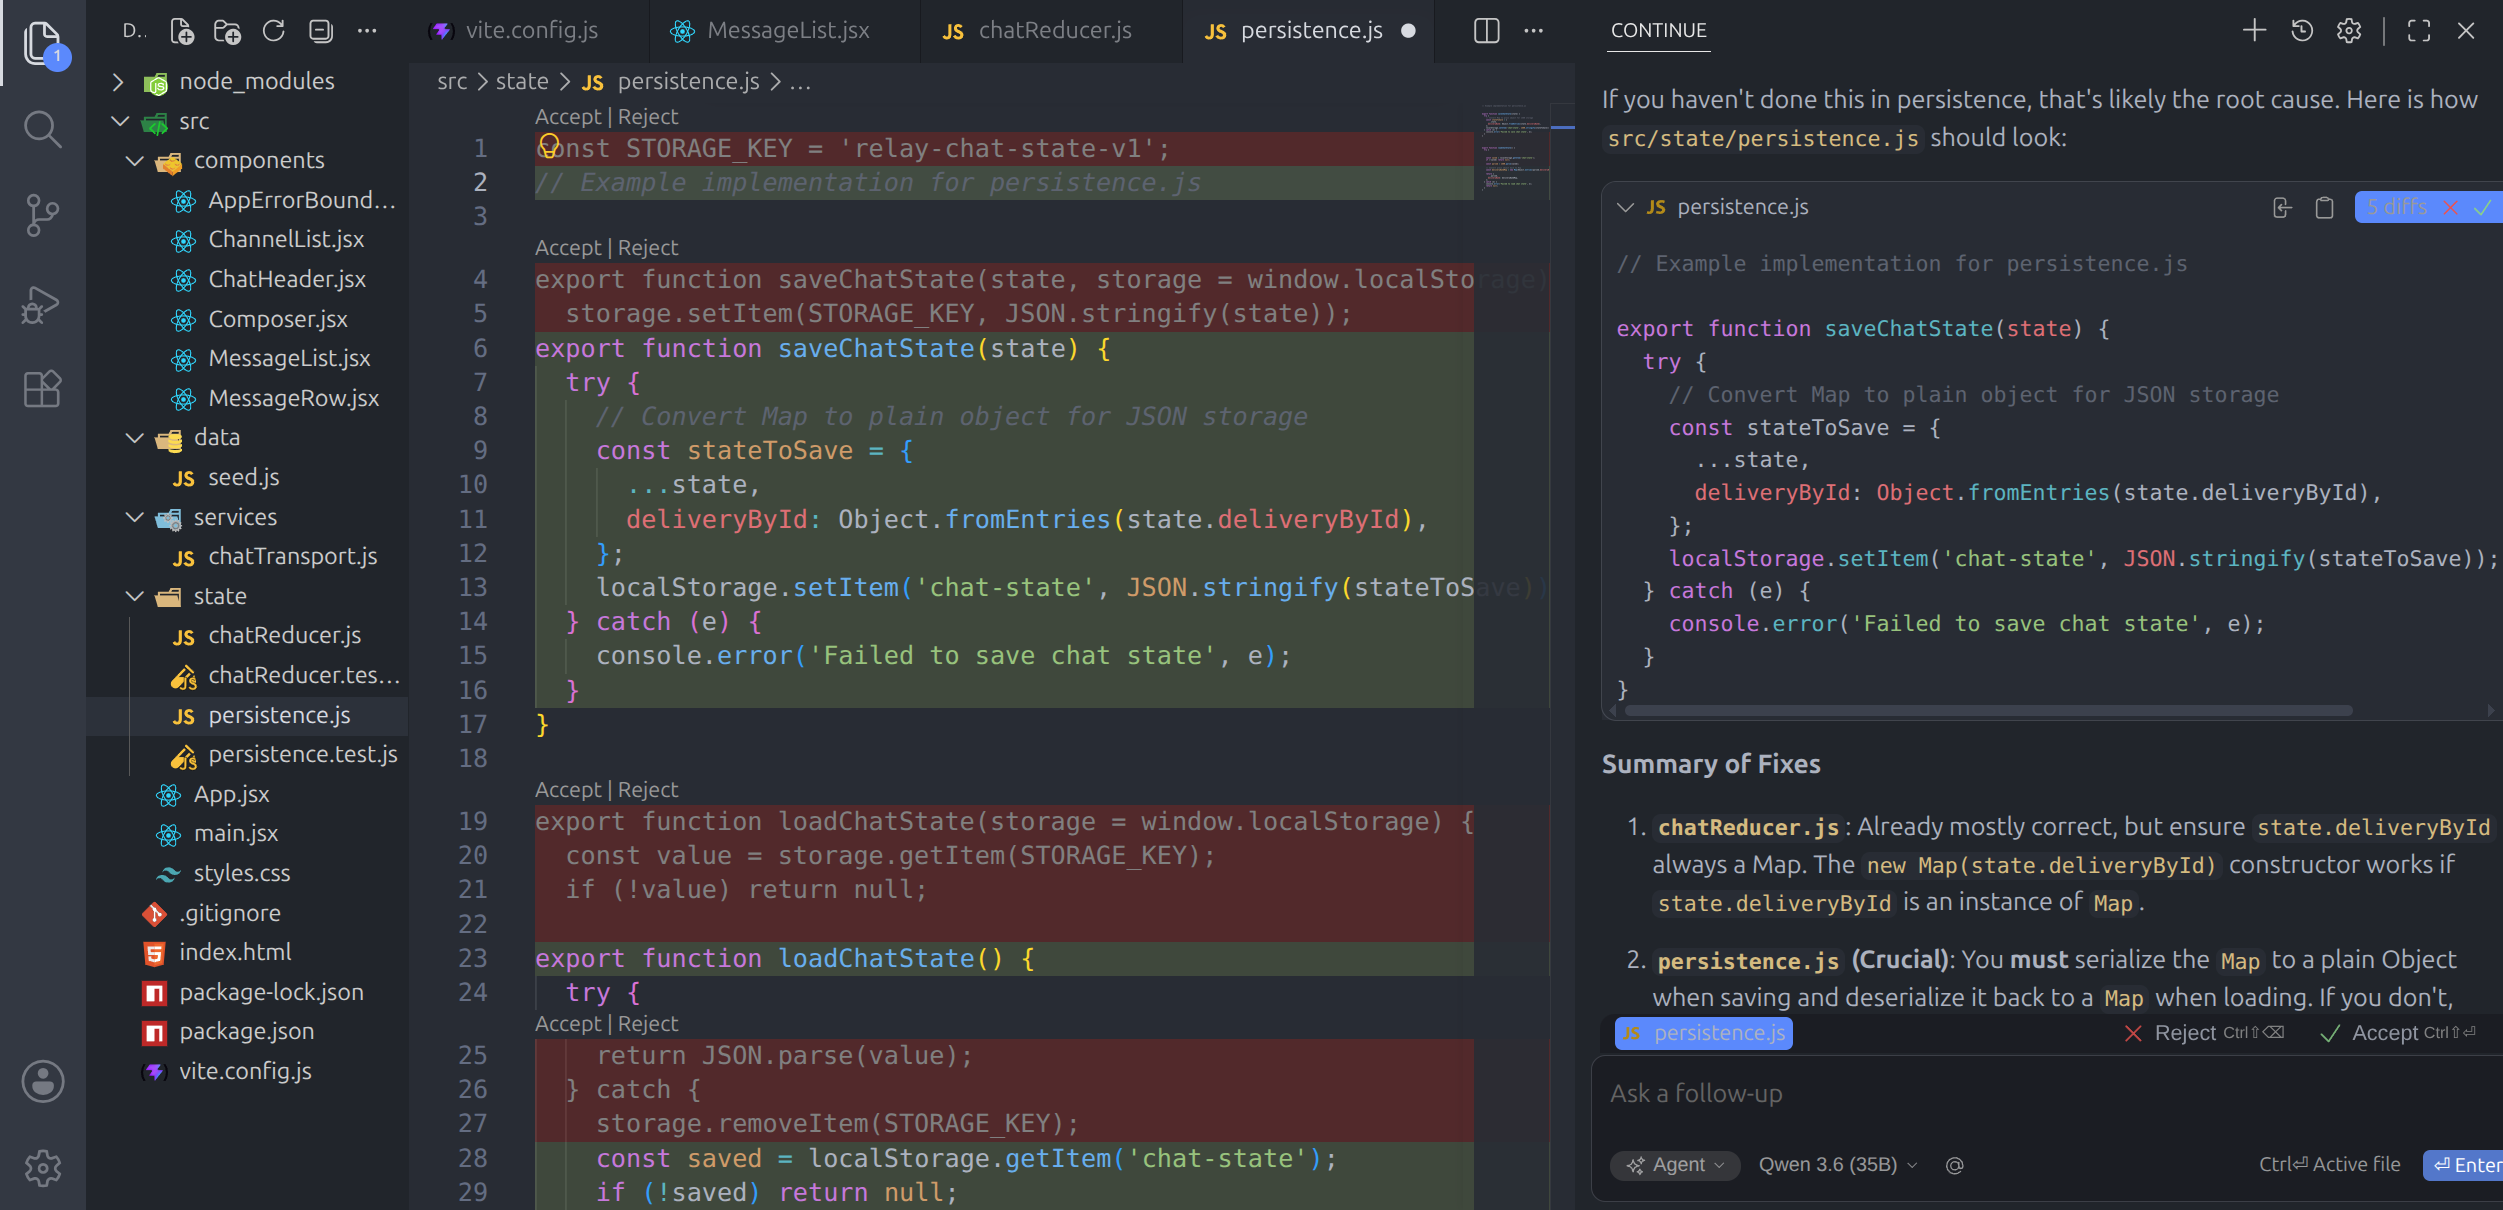 1
D..
node_modules
src
components
AppErrorBound...
ChannelList.jsx
ChatHeader.jsx
Composer.jsx
MessageList.jsx
MessageRow.jsx
data
JS seed.js
services
JS chatTransport.js
state
JS chatReducer.js
chatReducer.tes...
JS persistence.js
persistence.test.js
App.jsx
main.jsx
styles.css
.gitignore
index.html
package-lock.json
package.json
vite.config.js
vite.config.js
MessageList.jsx
JS chatReducer.js
JS persistence.js
src > state > JS persistence.js > ...
Accept | Reject
1 const STORAGE_KEY = 'relay-chat-state-v1';
2 // Example implementation for persistence.js
3
Accept | Reject
4 export function saveChatState(state, storage = window.localStorage)
5 storage.setItem(STORAGE_KEY, JSON.stringify(state));
6 export function saveChatState(state) {
7 try {
8 // Convert Map to plain object for JSON storage
9 const stateToSave = {
10 ...state,
11 deliveryById: Object.fromEntries(state.deliveryById),
12 };
13 localStorage.setItem('chat-state', JSON.stringify(stateToSave))
14 } catch (e) {
15 console.error('Failed to save chat state', e);
16 }
17 }
18
Accept | Reject
19 export function loadChatState(storage = window.localStorage) {
20 const value = storage.getItem(STORAGE_KEY);
21 if (!value) return null;
22
23 export function loadChatState() {
24 try {
Accept | Reject
25 return JSON.parse(value);
26 } catch {
27 storage.removeItem(STORAGE_KEY);
28 const saved = localStorage.getItem('chat-state');
29 if (!saved) return null;
CONTINUE
If you haven't done this in persistence, that's likely the root cause. Here is how
src/state/persistence.js should look:
JS persistence.js
5 diffs
// Example implementation for persistence.js
export function saveChatState(state) {
try {
// Convert Map to plain object for JSON storage
const stateToSave = {
...state,
deliveryById: Object.fromEntries(state.deliveryById),
};
localStorage.setItem('chat-state', JSON.stringify(stateToSave));
} catch (e) {
console.error('Failed to save chat state', e);
}
}
Summary of Fixes
1. chatReducer.js: Already mostly correct, but ensure state.deliveryById
always a Map. The new Map(state.deliveryById) constructor works if
state.deliveryById is an instance of Map.
2. persistence.js (Crucial): You must serialize the Map to a plain Object
when saving and deserialize it back to a Map when loading. If you don't,
JS persistence.js
Reject Ctrl⇧⌫
Accept Ctrl⇧⏎
Ask a follow-up
Agent
Qwen 3.6 (35B)
@
Ctrl⏎ Active file
⏎ Enter